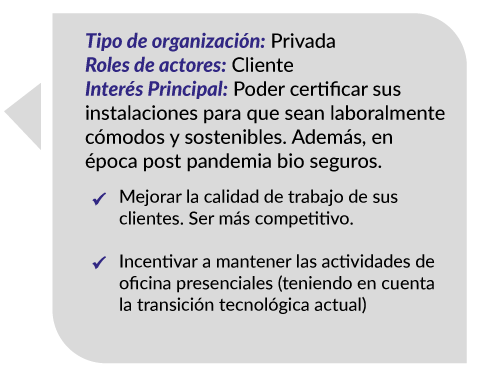 Tipo de organización: Privada
Roles de actores: Cliente
Interés Principal: Poder certificar sus
instalaciones para que sean laboralmente
cómodos y sostenibles. Además, en
época post pandemia bio seguros.
✓ Mejorar la calidad de trabajo de sus
clientes. Ser más competitivo.
✓ Incentivar a mantener las actividades de
oficina presenciales (teniendo en cuenta
la transición tecnológica actual)